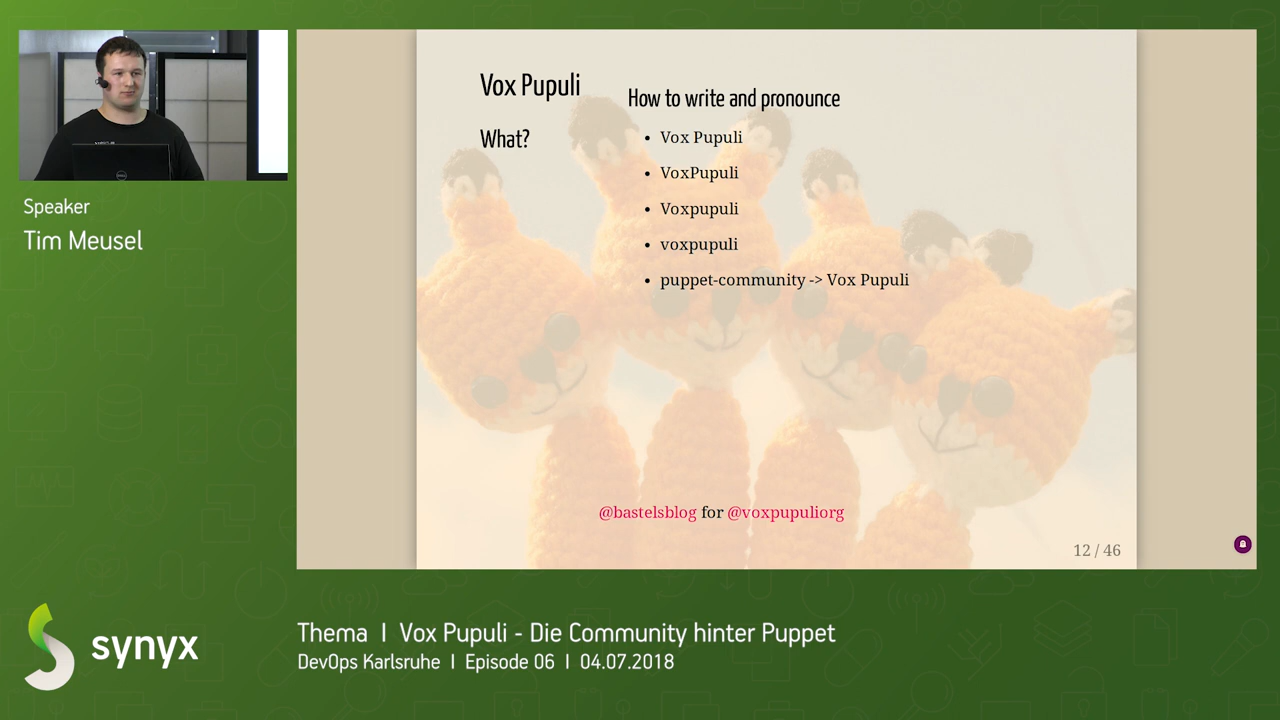 Speaker
Tim Meusel
Vox Pupuli
What?
How to write and pronounce
• Vox Pupuli
• VoxPupuli
• Voxpupuli
• voxpupuli
• puppet-community -> Vox Pupuli
@bastelsblog for @voxpupuliorg
12 / 46
synyx
Thema | Vox Pupuli - Die Community hinter Puppet
DevOps Karlsruhe | Episode 06 | 04.07.2018